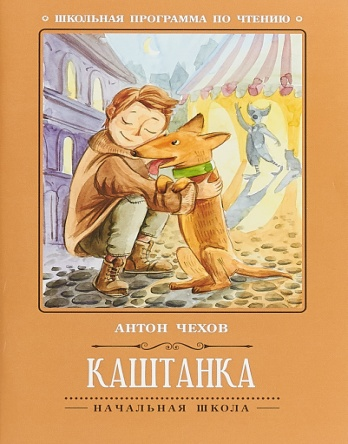 ШКОЛЬНАЯ ПРОГРАММА ПО ЧТЕНИЮ
АНТОН ЧЕХОВ
КАШТАНКА
НАЧАЛЬНАЯ ШКОЛА